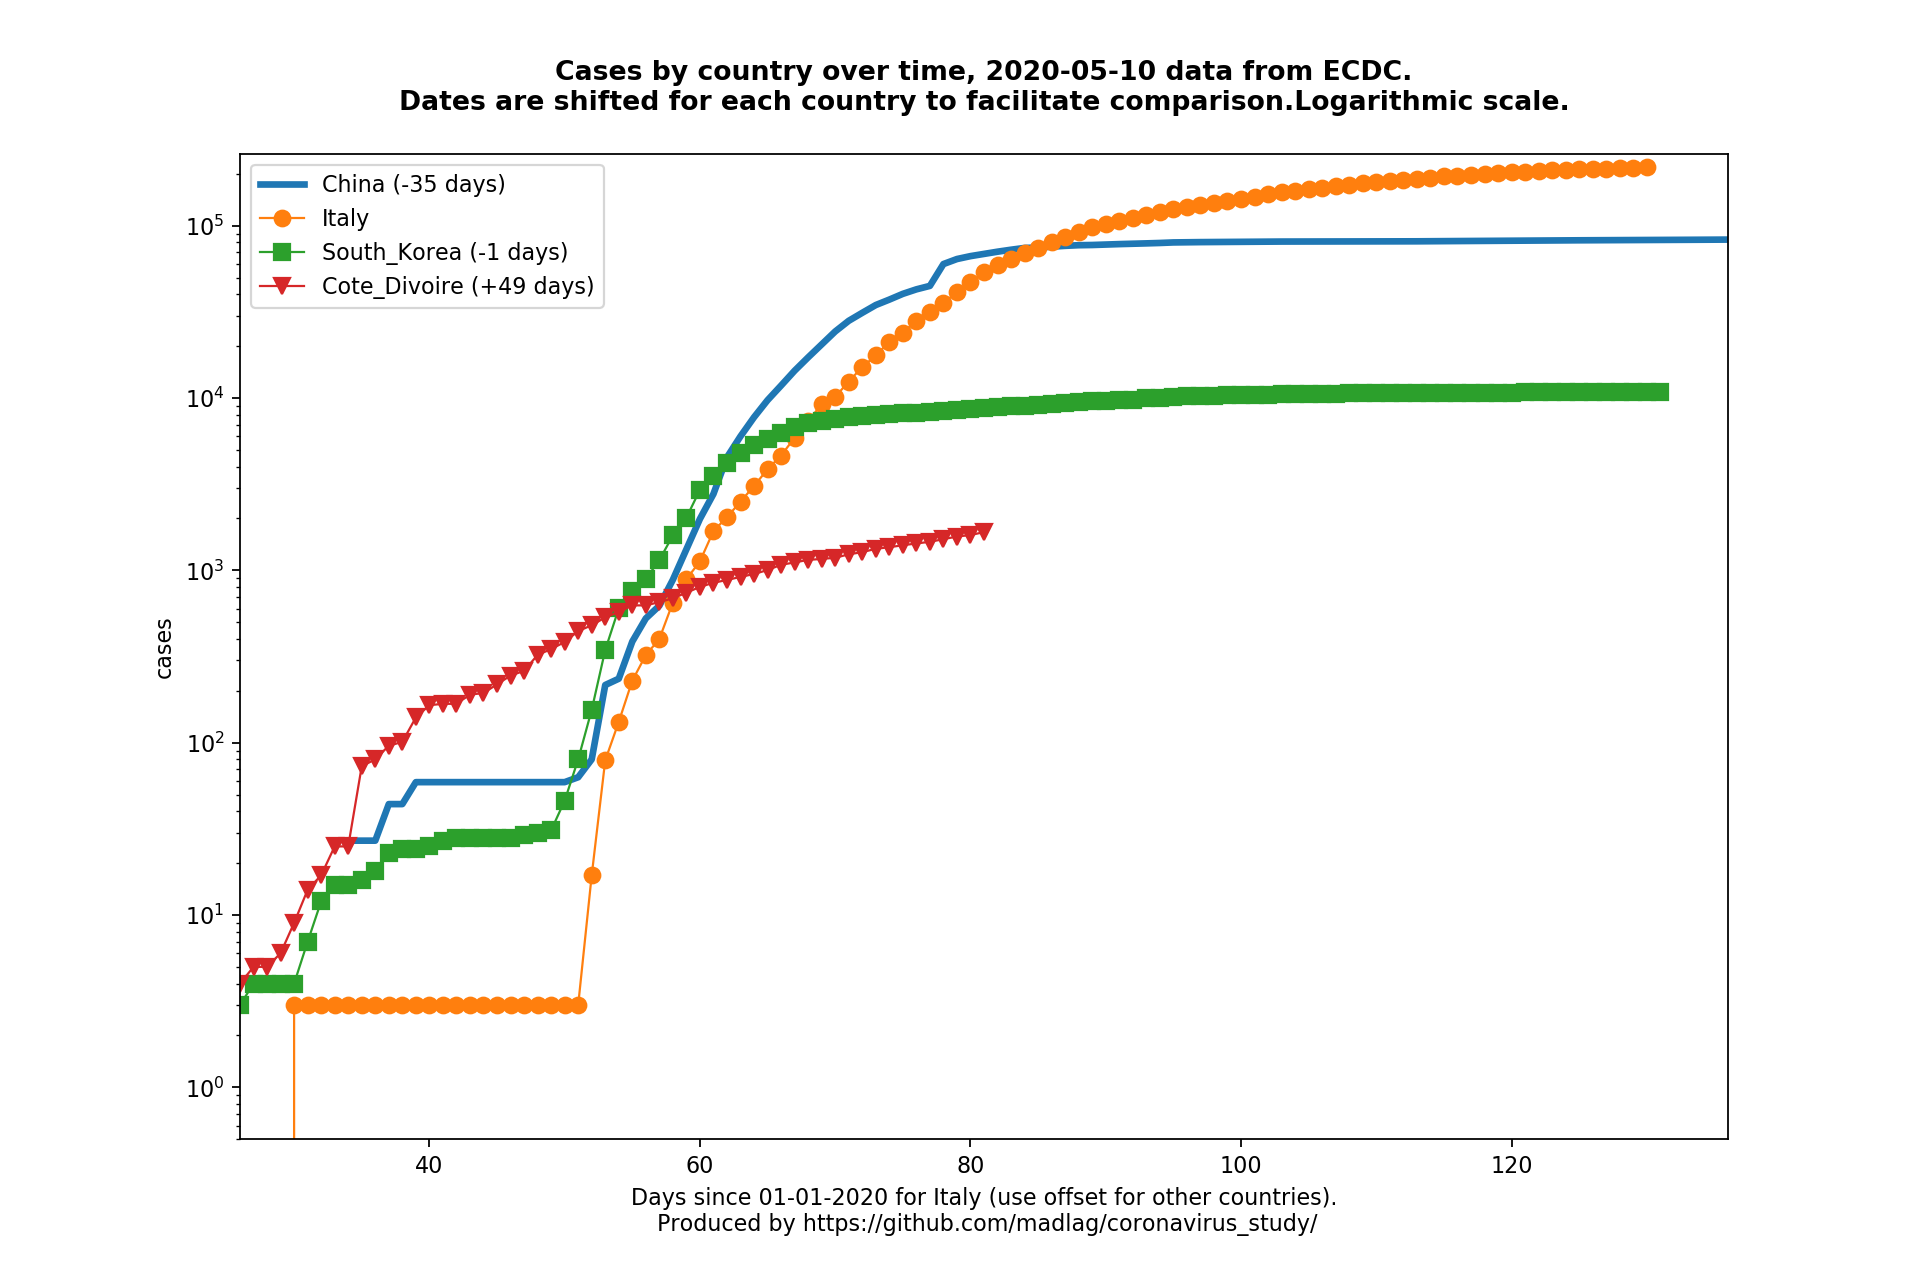 Cases by country over time, 2020-05-10 data from ECDC.
Dates are shifted for each country to facilitate comparison.Logarithmic scale.
China (-35 days)
Italy
South_Korea (-1 days)
Cote_Divoire (+49 days)
10^5
10^4
10^3
10^2
10^1
10^0
cases
40 60 80 100 120
Days since 01-01-2020 for Italy (use offset for other countries).
Produced by https://github.com/madlag/coronavirus_study/